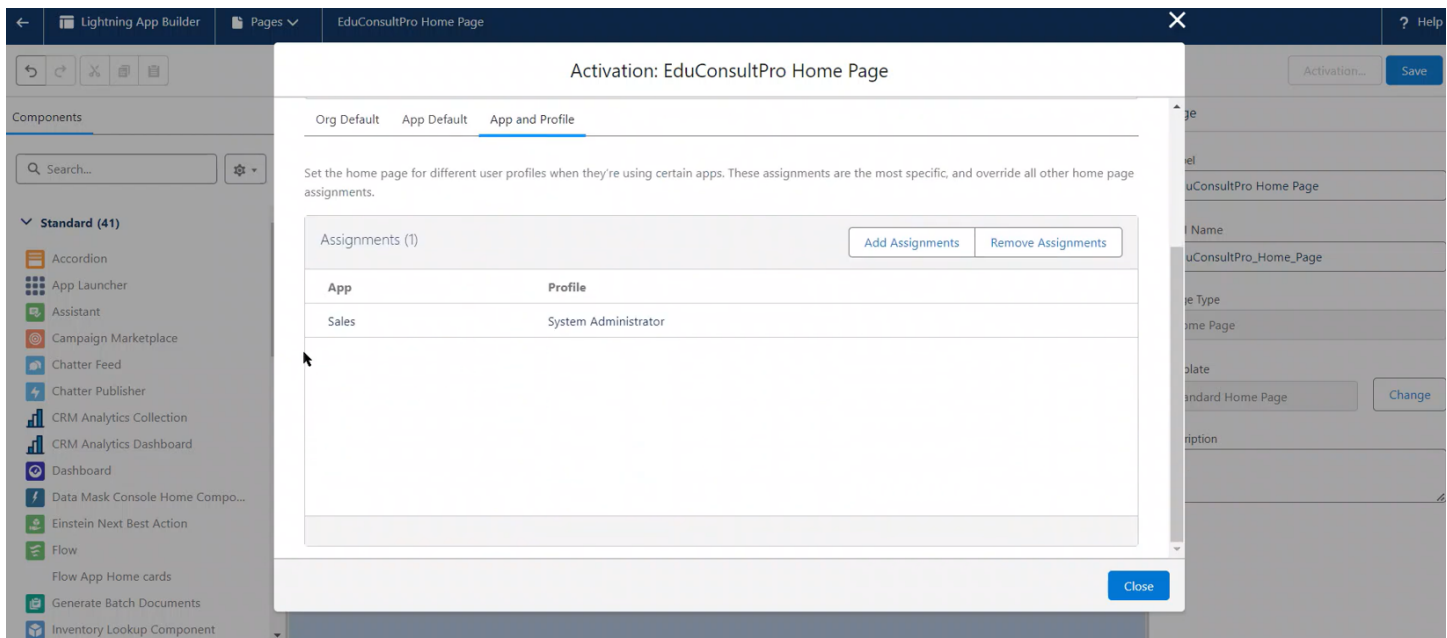 Lightning App Builder
Pages
EduConsultPro Home Page
? Help
Activation: EduConsultPro Home Page
Activation...
Save
Components
Org Default
App Default
App and Profile
Search...
Set the home page for different user profiles when they're using certain apps. These assignments are the most specific, and override all other home page
assignments.
uConsultPro Home Page
Standard (41)
Assignments (1)
Add Assignments
Remove Assignments
Name
uConsultPro_Home_Page
App
Profile
Sales
System Administrator
Accordion
App Launcher
Assistant
Campaign Marketplace
Chatter Feed
Chatter Publisher
CRM Analytics Collection
CRM Analytics Dashboard
Dashboard
Data Mask Console Home Compo...
Einstein Next Best Action
Flow
Flow App Home cards
Generate Batch Documents
Inventory Lookup Component
e Type
ome Page
plate
andard Home Page
Change
ription
Close